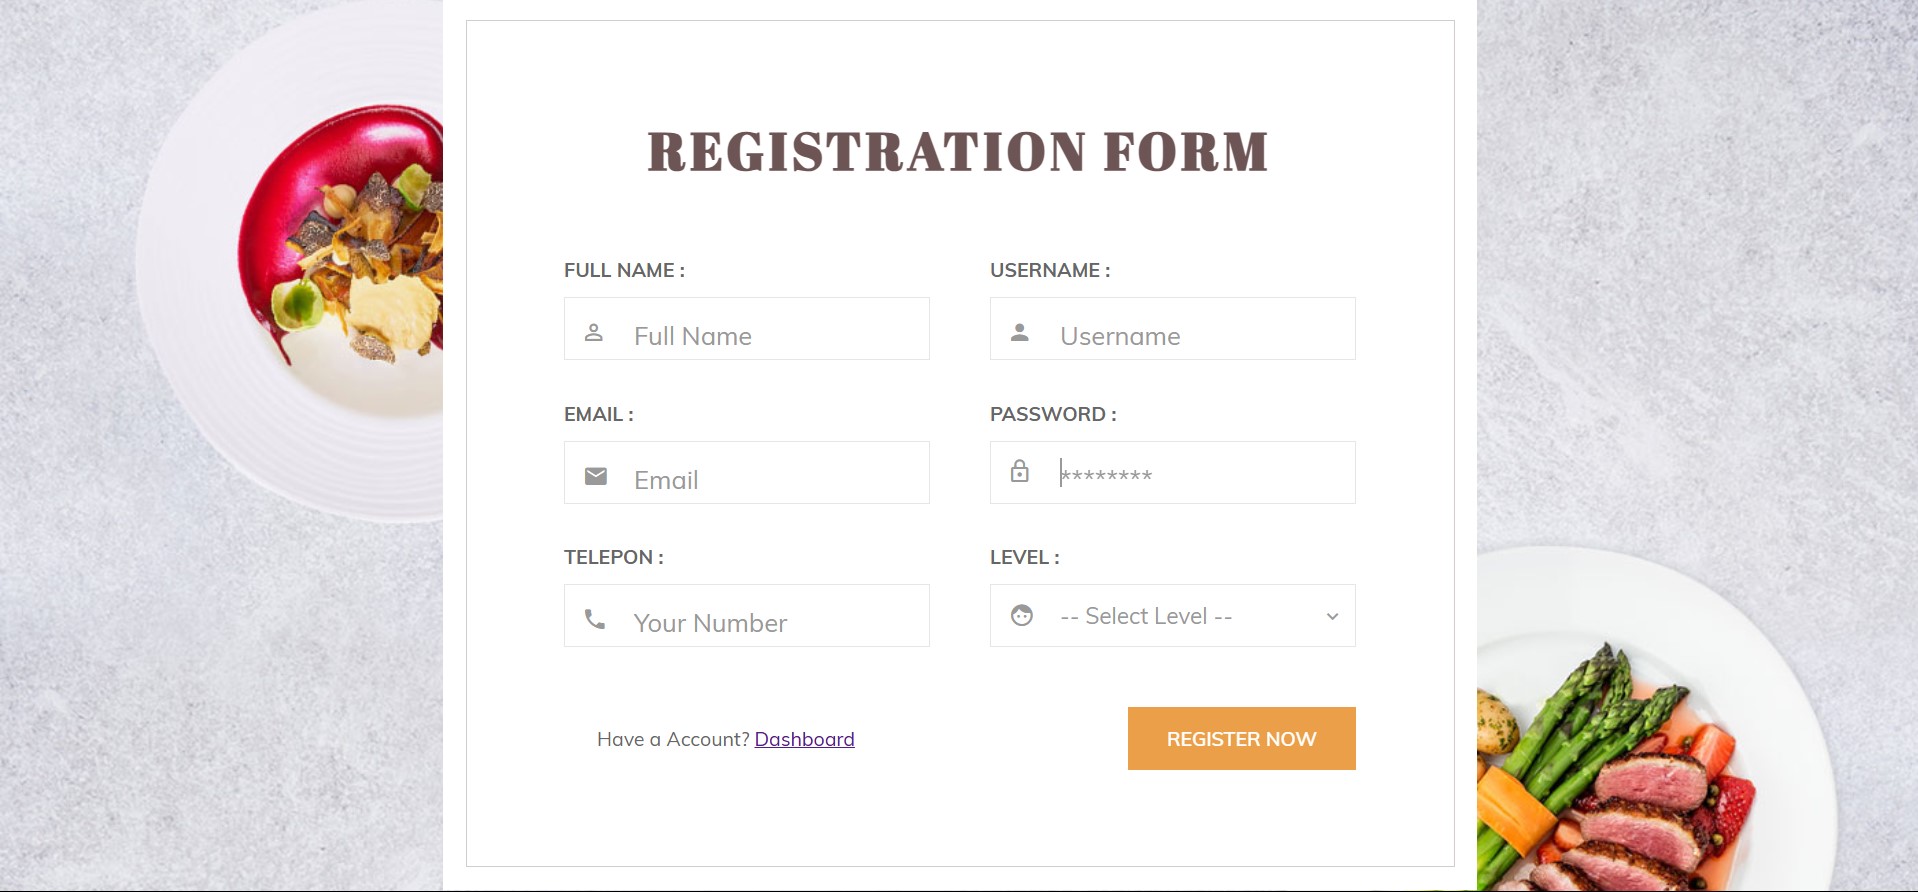 REGISTRATION FORM
FULL NAME :
USERNAME :
Full Name
Username
EMAIL :
PASSWORD :
Email
********
TELEPON :
LEVEL :
Your Number
-- Select Level --
Have a Account? Dashboard
REGISTER NOW